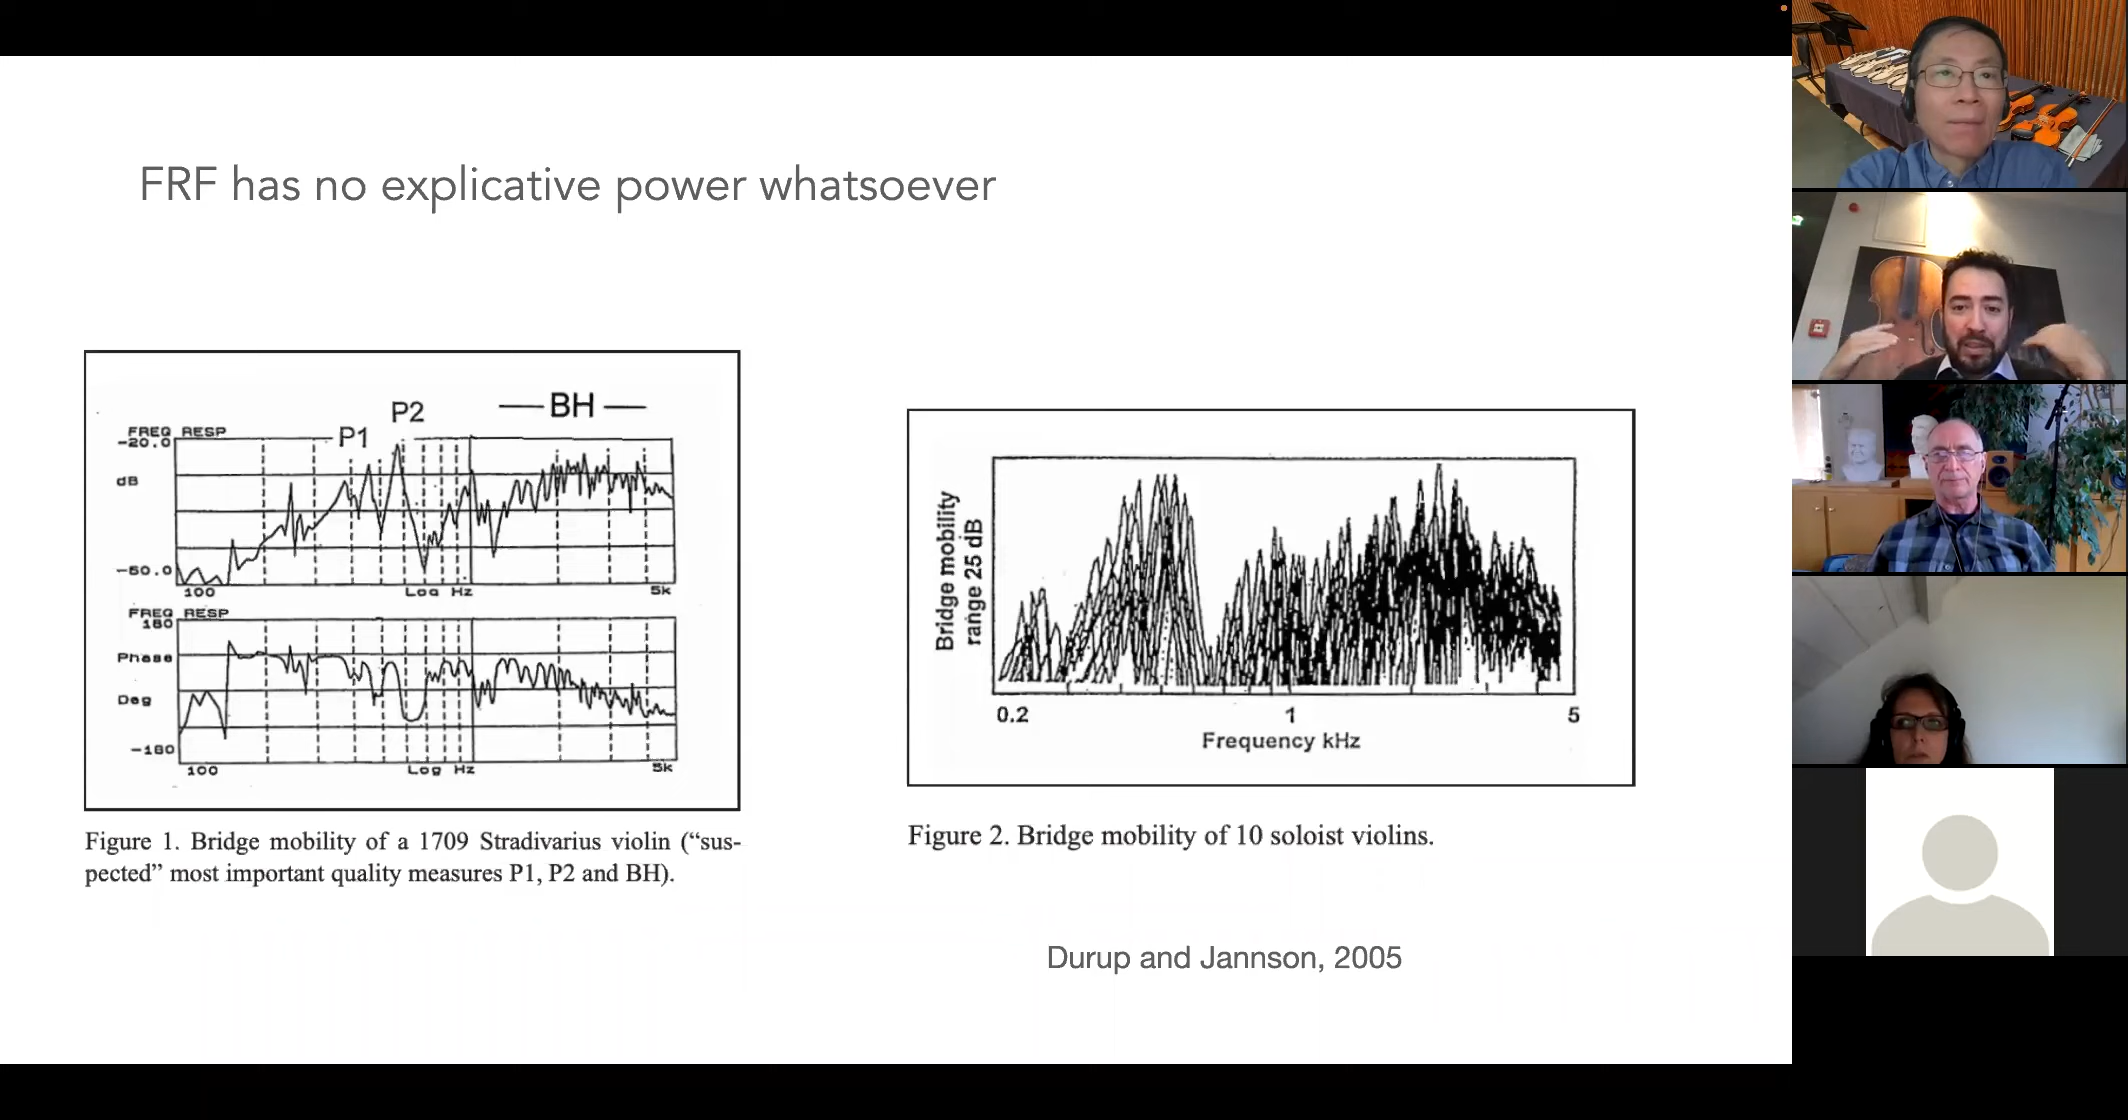 FRF has no explicative power whatsoever
P2
BH
P1
FREQ RESP
-20.0
dB
-50.0
100
Log Hz
5k
FREQ RESP
180
Phase
Deg
-180
100
Log Hz
5k
Figure 1. Bridge mobility of a 1709 Stradivarius violin (“sus-
pected” most important quality measures P1, P2 and BH).
Bridge mobility
range 25 dB
0.2
1
5
Frequency kHz
Figure 2. Bridge mobility of 10 soloist violins.
Durup and Jannson, 2005